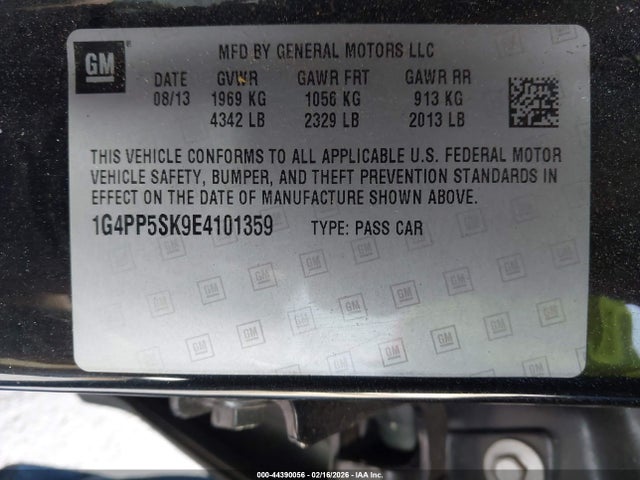 GM
MFD BY GENERAL MOTORS LLC
DATE GVWR GAWR FRT GAWR RR
08/13 1969 KG 1056 KG 913 KG
4342 LB 2329 LB 2013 LB
THIS VEHICLE CONFORMS TO ALL APPLICABLE U.S. FEDERAL MOTOR
VEHICLE SAFETY, BUMPER, AND THEFT PREVENTION STANDARDS IN
EFFECT ON THE DATE OF MANUFACTURE SHOWN ABOVE.
1G4PP5SK9E4101359 TYPE: PASS CAR
000-44390056 - 02/16/2026 - IAAI.COM